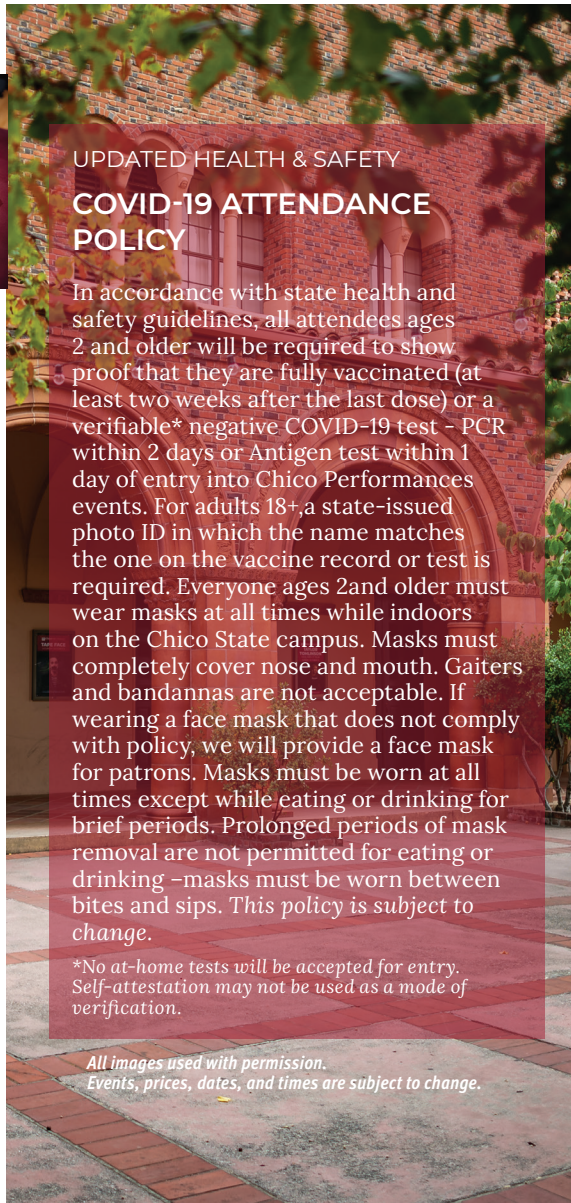 UPDATED HEALTH & SAFETY
COVID-19 ATTENDANCE
POLICY
In accordance with state health and
safety guidelines, all attendees ages
2 and older will be required to show
proof that they are fully vaccinated (at
least two weeks after the last dose) or a
verifiable* negative COVID-19 test - PCR
within 2 days or Antigen test within 1
day of entry into Chico Performances
events. For adults 18+,a state-issued
photo ID in which the name matches
the one on the vaccine record or test is
required. Everyone ages 2and older must
wear masks at all times while indoors
on the Chico State campus. Masks must
completely cover nose and mouth. Gaiters
and bandannas are not acceptable. If
wearing a face mask that does not comply
with policy, we will provide a face mask
for patrons. Masks must be worn at all
times except while eating or drinking for
brief periods. Prolonged periods of mask
removal are not permitted for eating or
drinking –masks must be worn between
bites and sips. This policy is subject to
change.
*No at-home tests will be accepted for entry.
Self-attestation may not be used as a mode of
verification.
All images used with permission.
Events, prices, dates, and times are subject to change.